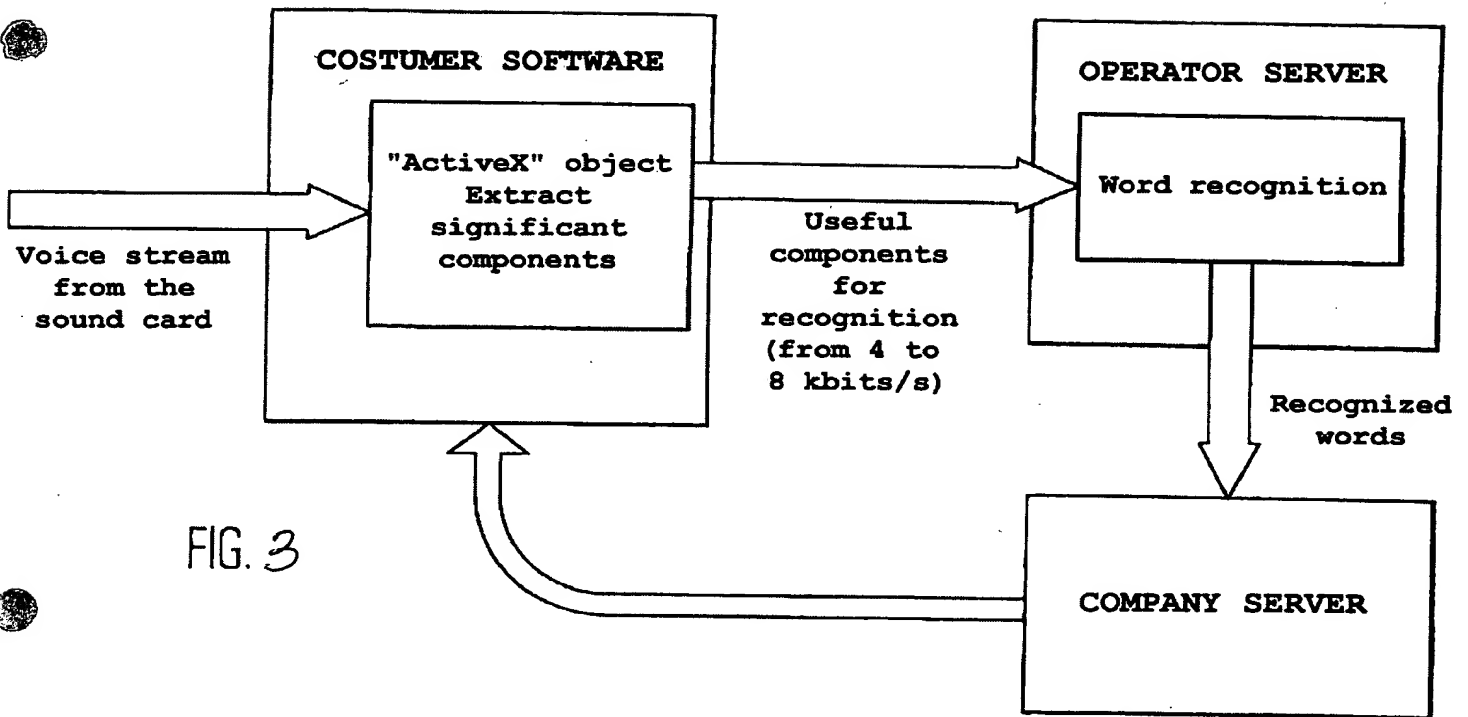 COSTUMER SOFTWARE
"ActiveX" object
Extract
significant
components
Voice stream
from the
sound card
Useful
components
for
recognition
(from 4 to
8 kbits/s)
OPERATOR SERVER
Word recognition
Recognized
words
COMPANY SERVER
FIG. 3